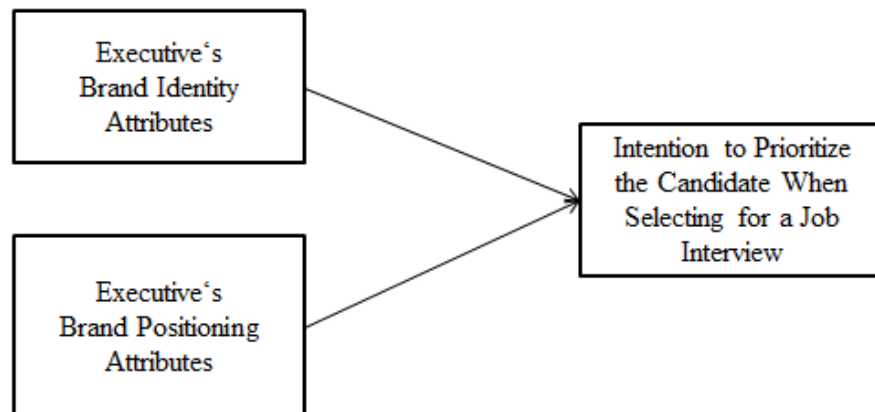 Executive‘s
Brand Identity
Attributes
Intention to Prioritize
the Candidate When
Selecting for a Job
Interview
Executive‘s
Brand Positioning
Attributes